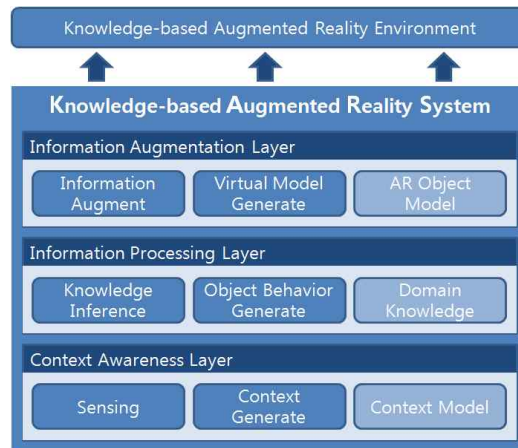 Knowledge-based Augmented Reality Environment
Knowledge-based Augmented Reality System
Information Augmentation Layer
Information
Augment
Virtual Model
Generate
AR Object
Model
Information Processing Layer
Knowledge
Inference
Object Behavior
Generate
Domain
Knowledge
Context Awareness Layer
Sensing
Context
Generate
Context Model